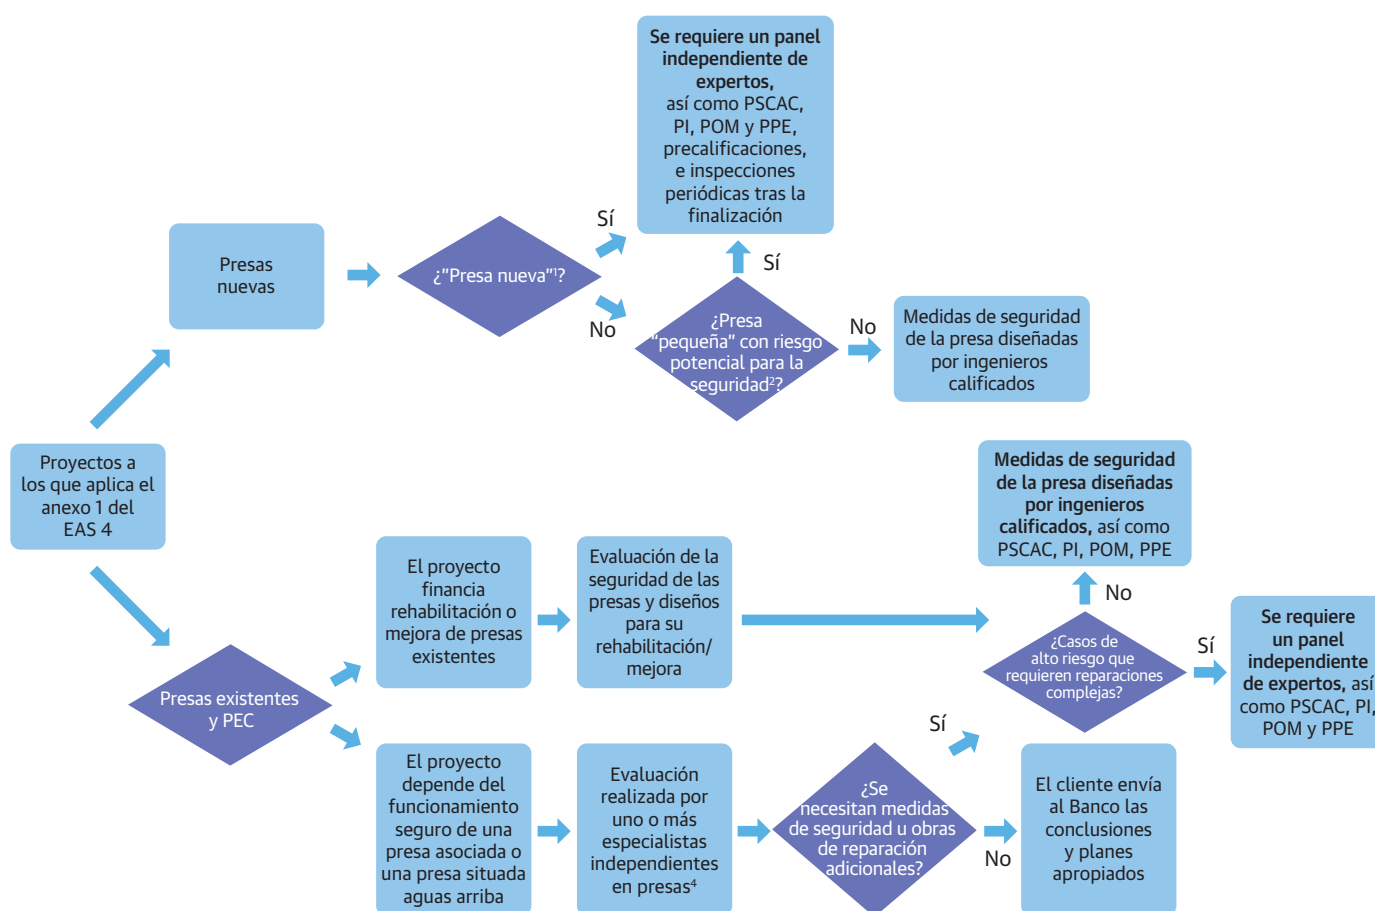 Se requiere un panel
independiente de
expertos,
así como PSCAC,
PI, POM y PPE,
precalificaciones,
e inspecciones
periódicas tras la
finalización
Presas
nuevas
¿"Presa nueva"¹?
Sí
No
Sí
¿Presa
"pequeña" con riesgo
potencial para la
seguridad²?
No
Medidas de seguridad
de la presa diseñadas
por ingenieros
calificados
Proyectos a
los que aplica el
anexo 1 del
EAS 4
Medidas de seguridad
de la presa diseñadas
por ingenieros
calificados, así como
PSCAC, PI, POM, PPE
El proyecto
financia
rehabilitación o
mejora de presas
existentes
Evaluación de la
seguridad de las
presas y diseños
para su
rehabilitación/
mejora
No
¿Casos de
alto riesgo que
requieren reparaciones
complejas?
Sí
Se requiere
un panel
independiente
de expertos, así
como PSCAC, PI,
POM y PPE
Presas existentes
y PEC
El proyecto
depende del
funcionamiento
seguro de una
presa asociada o
una presa situada
aguas arriba
Evaluación
realizada por
uno o más
especialistas
independientes
en presas⁴
¿Se
necesitan medidas
de seguridad u obras
de reparación
adicionales?
Sí
No
El cliente envía
al Banco las
conclusiones
y planes
apropiados